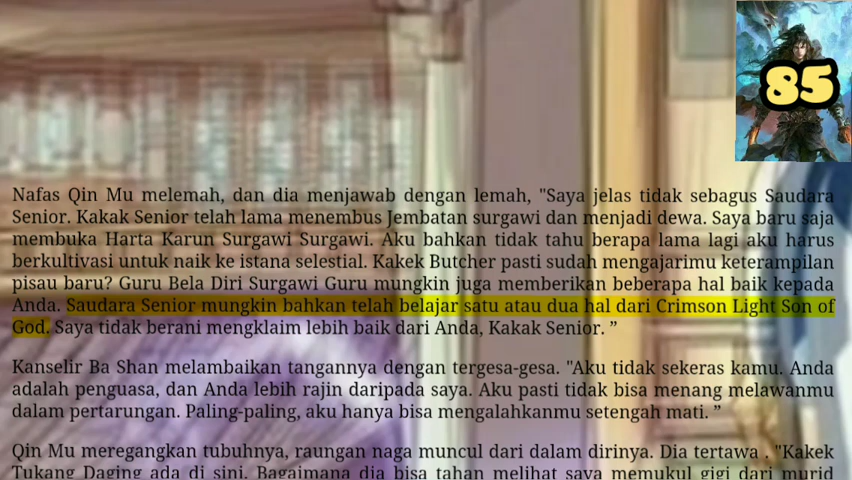 85
Nafas Qin Mu melemah, dan dia menjawab dengan lemah, "Saya jelas tidak sebagus Saudara
Senior. Kakak Senior telah lama menembus Jembatan surgawi dan menjadi dewa. Saya baru saja
membuka Harta Karun Surgawi Surgawi. Aku bahkan tidak tahu berapa lama lagi aku harus
berkultivasi untuk naik ke istana selestial. Kakek Butcher pasti sudah mengajarimu keterampilan
pisau baru? Guru Bela Diri Surgawi Guru mungkin juga memberikan beberapa hal baik kepada
Anda. Saudara Senior mungkin bahkan telah belajar satu atau dua hal dari Crimson Light Son of
God. Saya tidak berani mengklaim lebih baik dari Anda, Kakak Senior. ”
Kanselir Ba Shan melambaikan tangannya dengan tergesa-gesa. "Aku tidak sekeras kamu. Anda
adalah penguasa, dan Anda lebih rajin daripada saya. Aku pasti tidak bisa menang melawanmu
dalam pertarungan. Paling-paling, aku hanya bisa mengalahkanmu setengah mati. ”
Qin Mu meregangkan tubuhnya, raungan naga muncul dari dalam dirinya. Dia tertawa . "Kakek
Tukang Daging ada di sini. Bagaimana dia bisa tahan melihat saya memukul gigi dari murid